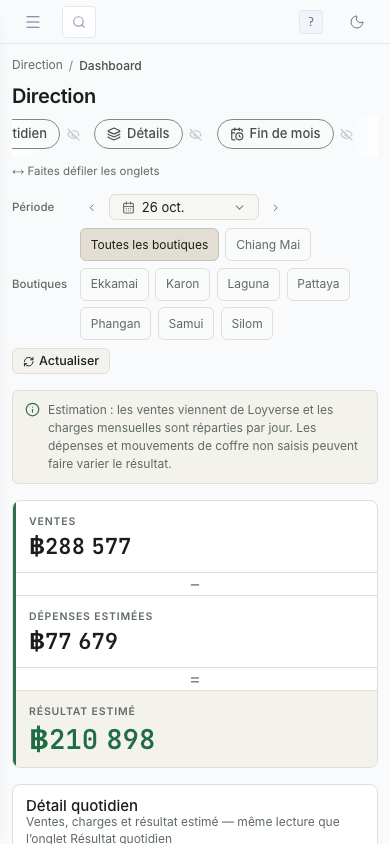 ?
Direction / Dashboard
Direction
tidien
Détails
Fin de mois
↔ Faites défiler les onglets
Période
26 oct.
Toutes les boutiques
Chiang Mai
Boutiques
Ekkamai
Karon
Laguna
Pattaya
Phangan
Samui
Silom
Actualiser
Estimation : les ventes viennent de Loyverse et les
charges mensuelles sont réparties par jour. Les
dépenses et mouvements de coffre non saisis peuvent
faire varier le résultat.
VENTES
฿288 577
−
DÉPENSES ESTIMÉES
฿77 679
=
RÉSULTAT ESTIMÉ
฿210 898
Détail quotidien
Ventes, charges et résultat estimé — même lecture que
l’onglet Résultat quotidien